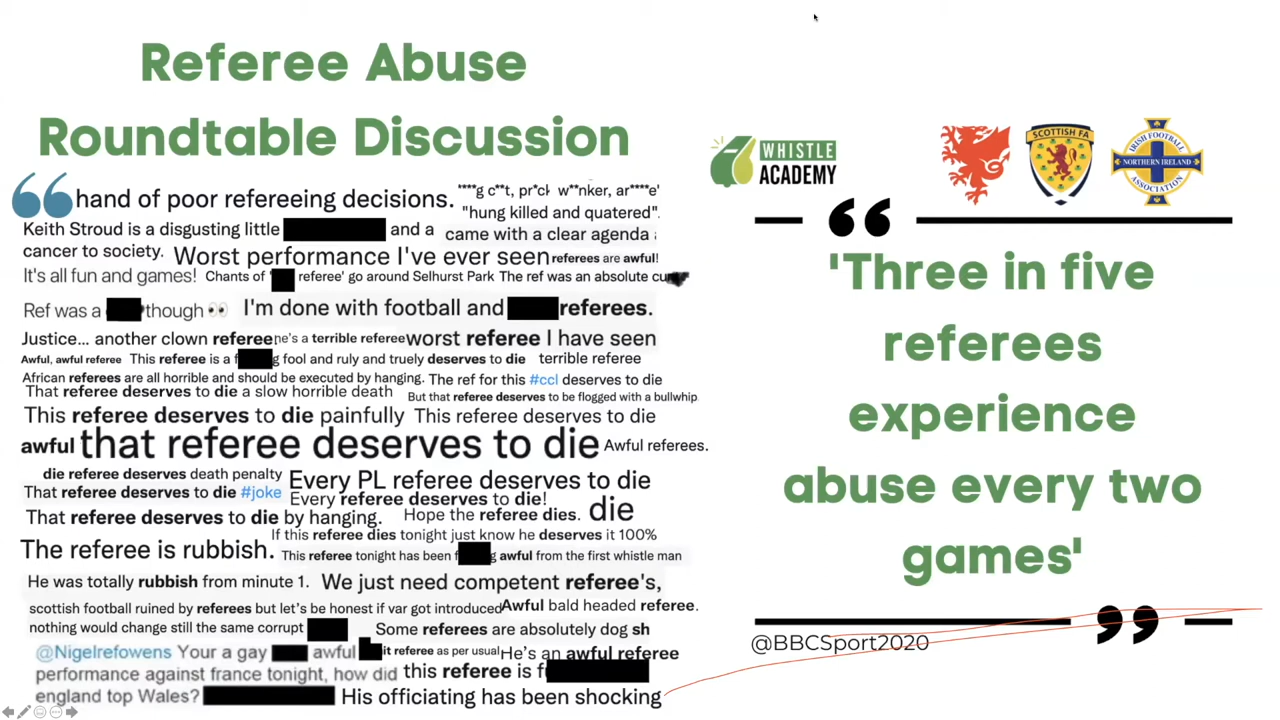 Referee Abuse
Roundtable Discussion
hand of poor refereeing decisions.
****g c**t, pr*ck w**nker, ar****e'
"hung killed and quatered".
Keith Stroud is a disgusting little and a
came with a clear agenda
cancer to society.
Worst performance I've ever seen
referees are awful!
It's all fun and games!
Chants of ' referee' go around Selhurst Park
The ref was an absolute
Ref was a though 👀
I'm done with football and referees.
Justice... another clown referee
he's a terrible referee
worst referee I have seen
Awful, awful referee
This referee is a f g fool and ruly and truely deserves to die
terrible referee
African referees are all horrible and should be executed by hanging.
The ref for this #ccl deserves to die
That referee deserves to die a slow horrible death
But that referee deserves to be flogged with a bullwhip
This referee deserves to die painfully
This referee deserves to die
awful
that referee deserves to die
Awful referees.
die referee deserves death penalty
Every PL referee deserves to die
That referee deserves to die #joke
Every referee deserves to die!
That referee deserves to die by hanging.
Hope the referee dies.
die
If this referee dies tonight just know he deserves it 100%
The referee is rubbish.
This referee tonight has been f g awful from the first whistle man
He was totally rubbish from minute 1.
We just need competent referee's,
scottish football ruined by referees but let's be honest if var got introduced
Awful bald headed referee.
nothing would change still the same corrupt
Some referees are absolutely dog sh
@Nigelrefowens Your a gay awful
it referee as per usual
He's an awful referee
performance against france tonight, how did
this referee is f
england top Wales?
His officiating has been shocking
WHISTLE
ACADEMY
SCOTTISH FA
IRISH FOOTBALL
NORTHERN IRELAND
ASSOCIATION
'Three in five
referees
experience
abuse every two
games'
@BBCSport2020